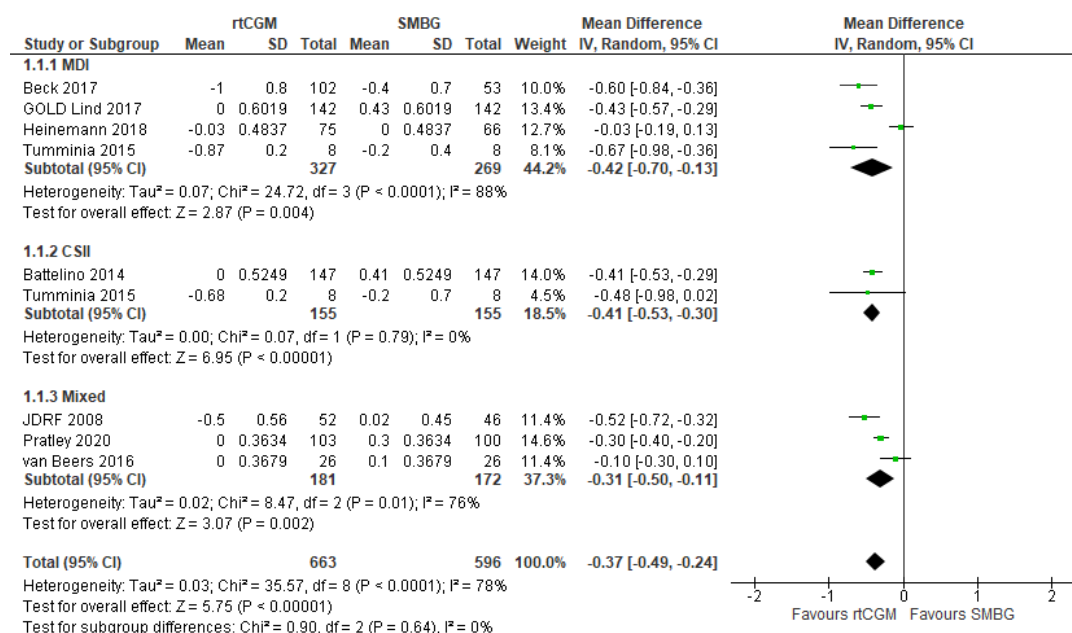 rtCGM SMBG Mean Difference Mean Difference
Study or Subgroup Mean SD Total Mean SD Total Weight IV, Random, 95% CI IV, Random, 95% CI
1.1.1 MDI
Beck 2017 -1 0.8 102 -0.4 0.7 53 10.0% -0.60 [-0.84, -0.36]
GOLD Lind 2017 0 0.6019 142 0.43 0.6019 142 13.4% -0.43 [-0.57, -0.29]
Heinemann 2018 -0.03 0.4837 75 0 0.4837 66 12.7% -0.03 [-0.19, 0.13]
Tumminia 2015 -0.87 0.2 8 -0.2 0.4 8 8.1% -0.67 [-0.98, -0.36]
Subtotal (95% CI) 327 269 44.2% -0.42 [-0.70, -0.13]
Heterogeneity: Tau² = 0.07; Chi² = 24.72, df = 3 (P < 0.0001); I² = 88%
Test for overall effect: Z = 2.87 (P = 0.004)
1.1.2 CSII
Battelino 2014 0 0.5249 147 0.41 0.5249 147 14.0% -0.41 [-0.53, -0.29]
Tumminia 2015 -0.68 0.2 8 -0.2 0.7 8 4.5% -0.48 [-0.98, 0.02]
Subtotal (95% CI) 155 155 18.5% -0.41 [-0.53, -0.30]
Heterogeneity: Tau² = 0.00; Chi² = 0.07, df = 1 (P = 0.79); I² = 0%
Test for overall effect: Z = 6.95 (P < 0.00001)
1.1.3 Mixed
JDRF 2008 -0.5 0.56 52 0.02 0.45 46 11.4% -0.52 [-0.72, -0.32]
Pratley 2020 0 0.3634 103 0.3 0.3634 100 14.6% -0.30 [-0.40, -0.20]
van Beers 2016 0 0.3679 26 0.1 0.3679 26 11.4% -0.10 [-0.30, 0.10]
Subtotal (95% CI) 181 172 37.3% -0.31 [-0.50, -0.11]
Heterogeneity: Tau² = 0.02; Chi² = 8.47, df = 2 (P = 0.01); I² = 76%
Test for overall effect: Z = 3.07 (P = 0.002)
Total (95% CI) 663 596 100.0% -0.37 [-0.49, -0.24]
Heterogeneity: Tau² = 0.03; Chi² = 35.57, df = 8 (P < 0.0001); I² = 78%
Test for overall effect: Z = 5.75 (P < 0.00001)
Test for subgroup differences: Chi² = 0.90, df = 2 (P = 0.64), I² = 0%
-2 -1 0 1 2
Favours rtCGM Favours SMBG